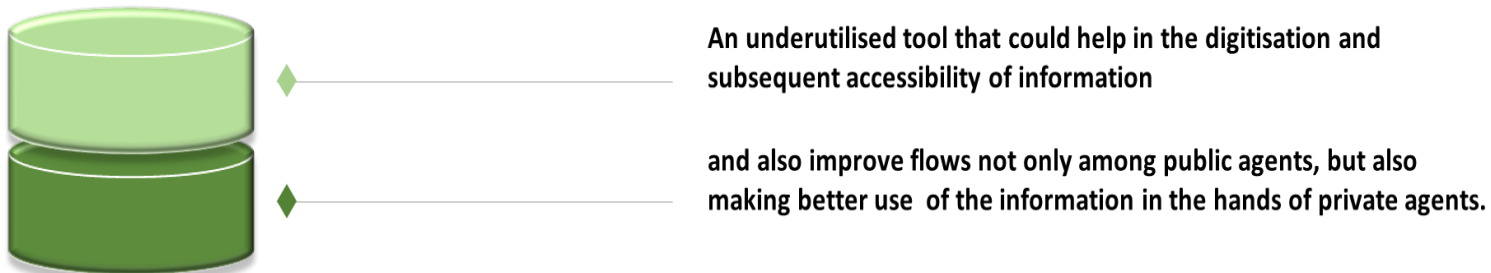 An underutilised tool that could help in the digitisation and
subsequent accessibility of information
and also improve flows not only among public agents, but also
making better use  of the information in the hands of private agents.